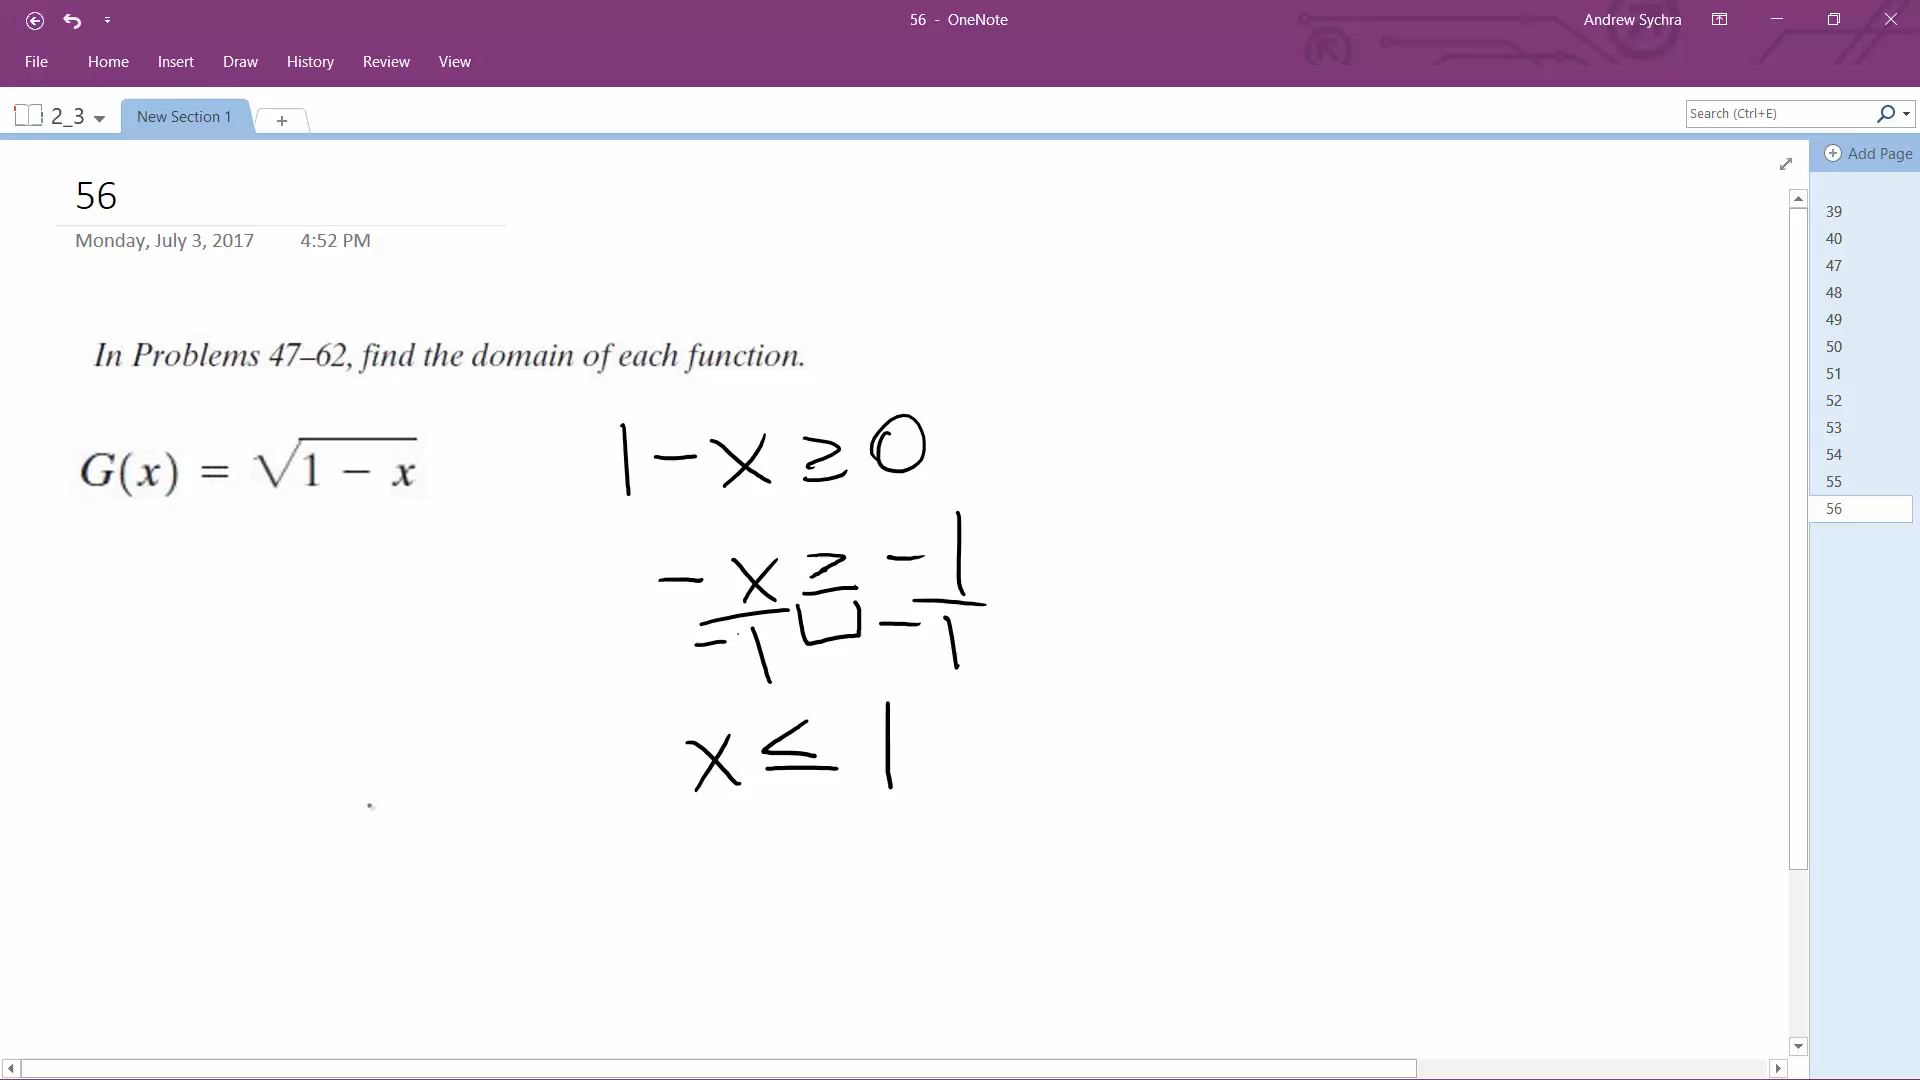 56 - OneNote
Andrew Sychra
File Home Insert Draw History Review View
2_3
New Section 1
+
Search (Ctrl+E)
Add Page
56
Monday, July 3, 2017 4:52 PM
In Problems 47–62, find the domain of each function.
G(x) = √1 − x
1 - x ≥ 0
- x ≥ -1
-1 □ -1
x ≤ 1
39
40
47
48
49
50
51
52
53
54
55
56